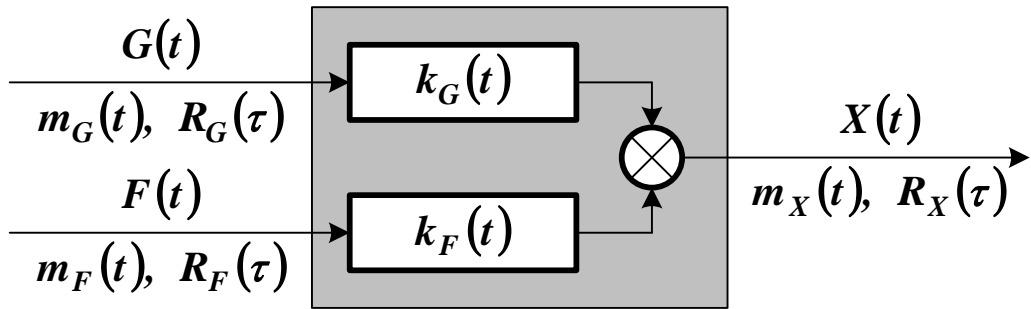 G(t)
m_G(t), R_G(τ)
k_G(t)
F(t)
m_F(t), R_F(τ)
k_F(t)
X(t)
m_X(t), R_X(τ)